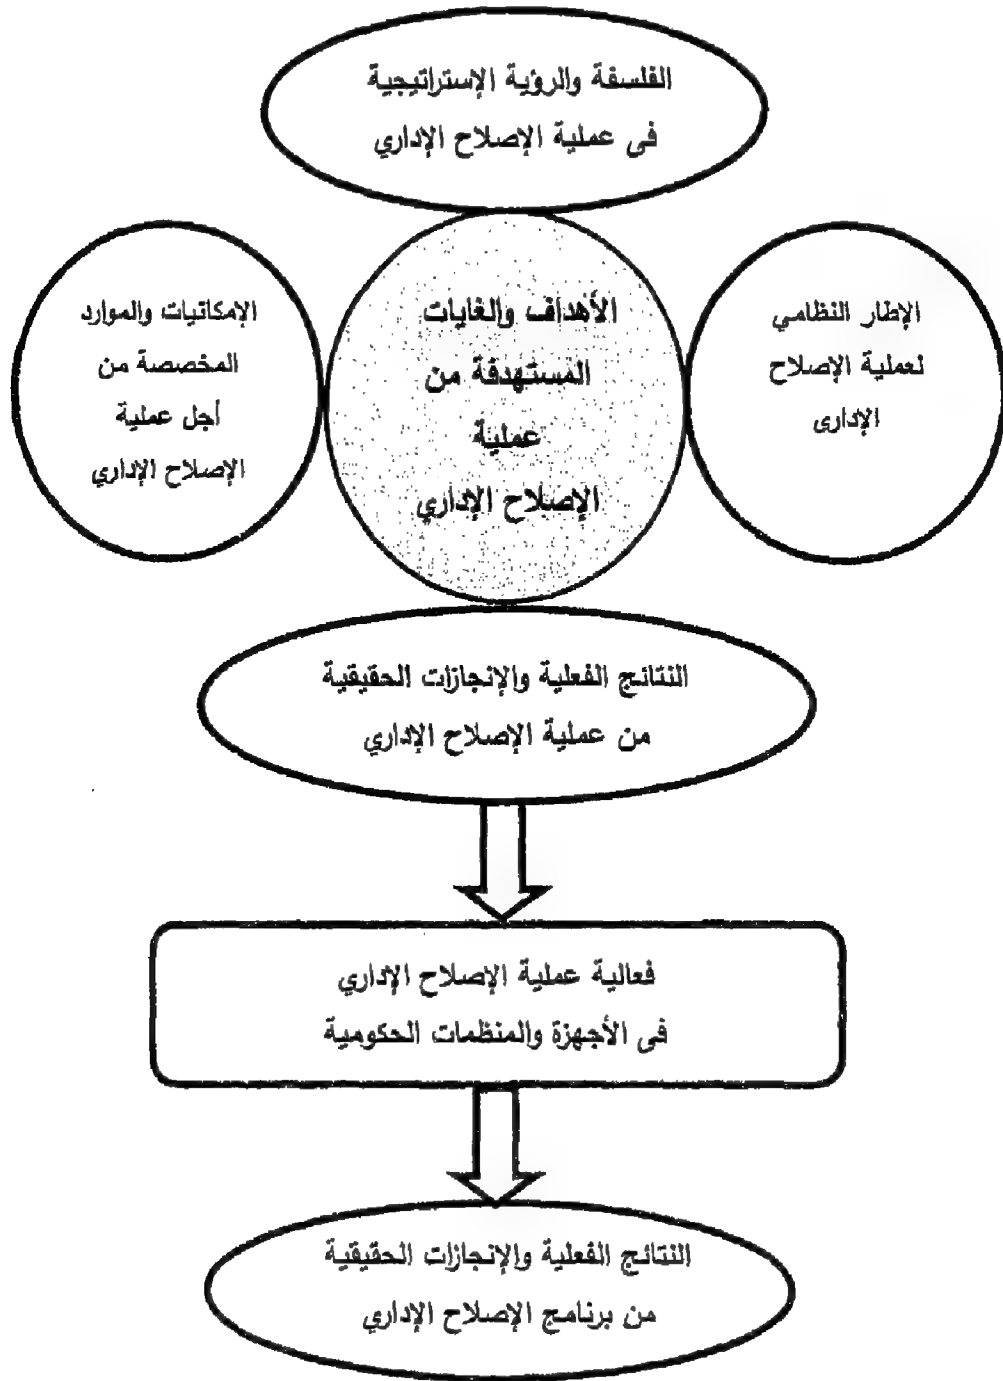 الفلسفة والرؤية الإستراتيجية
فى عملية الإصلاح الإداري
الإطار النظامي
لعملية الإصلاح
الإدارى
الأهداف والغايات
المستهدفة من
عملية
الإصلاح الإداري
الإمكاتيات والموارد
المخصصة من
أجل عملية
الإصلاح الإداري
النتائج الفعلية والإنجازات الحقيقية
من عملية الإصلاح الإداري
فعالية عملية الإصلاح الإداري
فى الأجهزة والمنظمات الحكومية
النتائج الفعلية والإنجازات الحقيقية
من برنامج الإصلاح الإداري